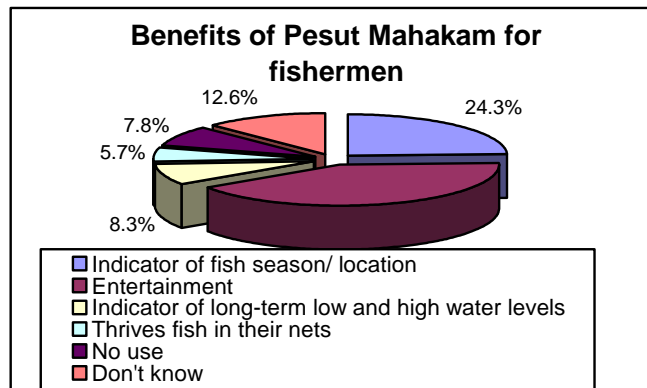 Benefits of Pesut Mahakam for
fishermen
12.6%
24.3%
7.8%
5.7%
8.3%
Indicator of fish season/ location
Entertainment
Indicator of long-term low and high water levels
Thrives fish in their nets
No use
Don't know